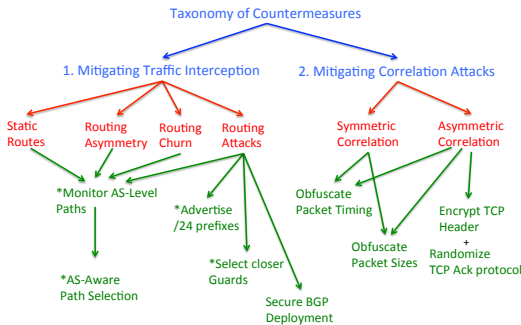 Taxonomy of Countermeasures
1. Mitigating Traffic Interception
2. Mitigating Correlation Attacks
Static
Routes
Routing
Asymmetry
Routing
Churn
Routing
Attacks
Symmetric
Correlation
Asymmetric
Correlation
*Monitor AS-Level
Paths
*Advertise
/24 prefixes
Obfuscate
Packet Timing
Encrypt TCP
Header
+
Randomize
TCP Ack protocol
Obfuscate
Packet Sizes
*AS-Aware
Path Selection
*Select closer
Guards
Secure BGP
Deployment